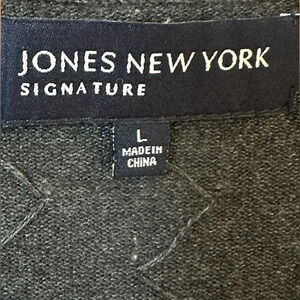 JONES NEW YORK
SIGNATURE
L
MADE IN
CHINA